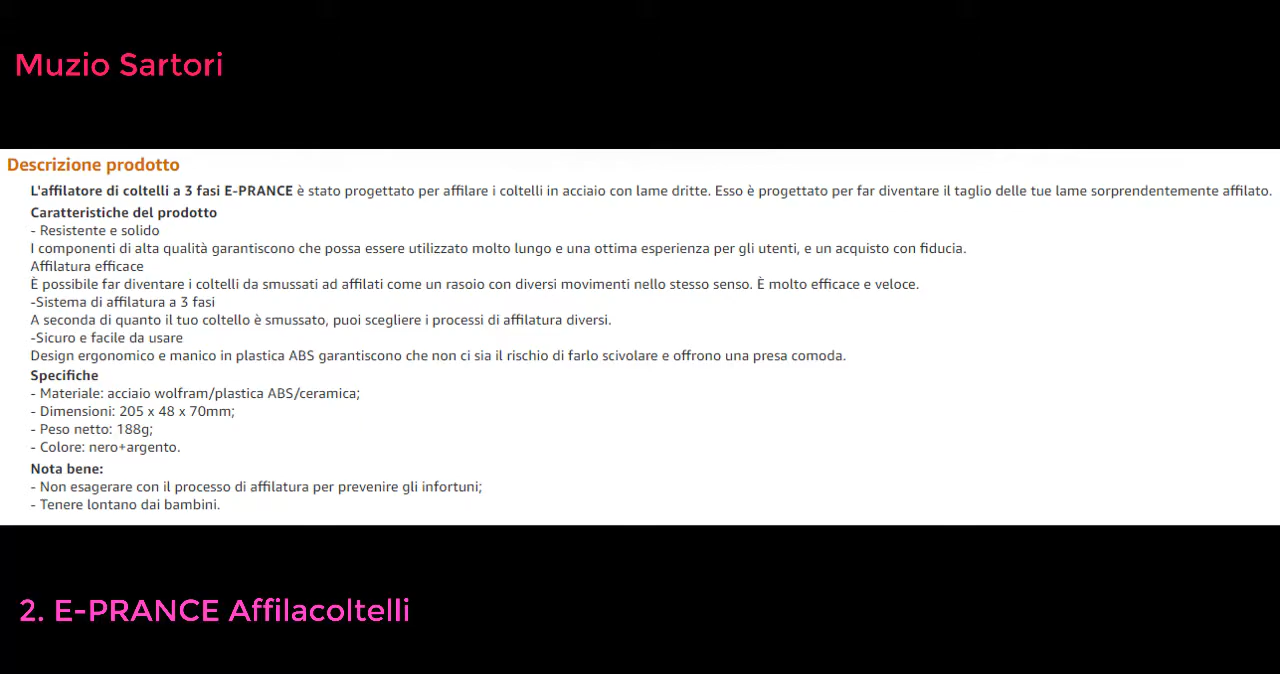 Muzio Sartori
Descrizione prodotto
L'affilatore di coltelli a 3 fasi E-PRANCE è stato progettato per affilare i coltelli in acciaio con lame dritte. Esso è progettato per far diventare il taglio delle tue lame sorprendentemente affilato.
Caratteristiche del prodotto
- Resistente e solido
I componenti di alta qualità garantiscono che possa essere utilizzato molto lungo e una ottima esperienza per gli utenti, e un acquisto con fiducia.
Affilatura efficace
È possibile far diventare i coltelli da smussati ad affilati come un rasoio con diversi movimenti nello stesso senso. È molto efficace e veloce.
-Sistema di affilatura a 3 fasi
A seconda di quanto il tuo coltello è smussato, puoi scegliere i processi di affilatura diversi.
-Sicuro e facile da usare
Design ergonomico e manico in plastica ABS garantiscono che non ci sia il rischio di farlo scivolare e offrono una presa comoda.
Specifiche
- Materiale: acciaio wolfram/plastica ABS/ceramica;
- Dimensioni: 205 x 48 x 70mm;
- Peso netto: 188g;
- Colore: nero+argento.
Nota bene:
- Non esagerare con il processo di affilatura per prevenire gli infortuni;
- Tenere lontano dai bambini.
2. E-PRANCE Affilacoltelli